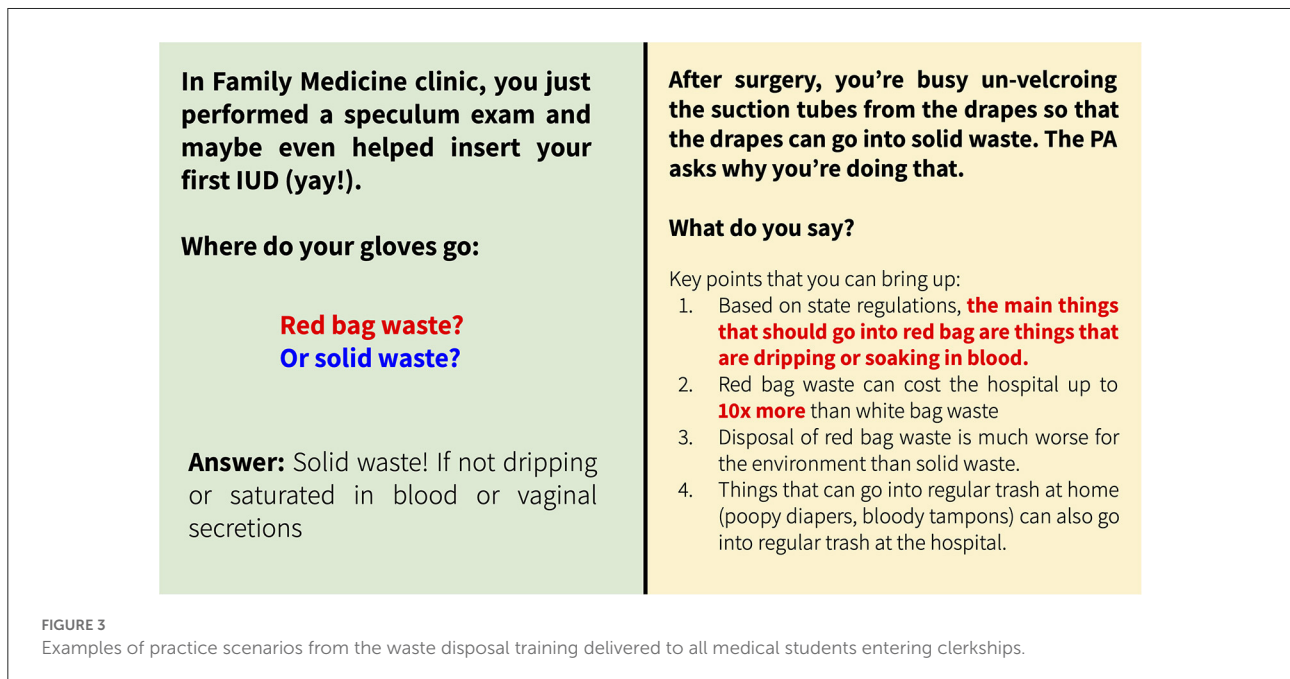 In Family Medicine clinic, you just
performed a speculum exam and
maybe even helped insert your
first IUD (yay!).
Where do your gloves go:
Red bag waste?
Or solid waste?
Answer: Solid waste! If not dripping
or saturated in blood or vaginal
secretions
After surgery, you’re busy un-velcroing
the suction tubes from the drapes so that
the drapes can go into solid waste. The PA
asks why you’re doing that.
What do you say?
Key points that you can bring up:
1. Based on state regulations, the main things
that should go into red bag are things that
are dripping or soaking in blood.
2. Red bag waste can cost the hospital up to
10x more than white bag waste
3. Disposal of red bag waste is much worse for
the environment than solid waste.
4. Things that can go into regular trash at home
(poopy diapers, bloody tampons) can also go
into regular trash at the hospital.
FIGURE 3
Examples of practice scenarios from the waste disposal training delivered to all medical students entering clerkships.